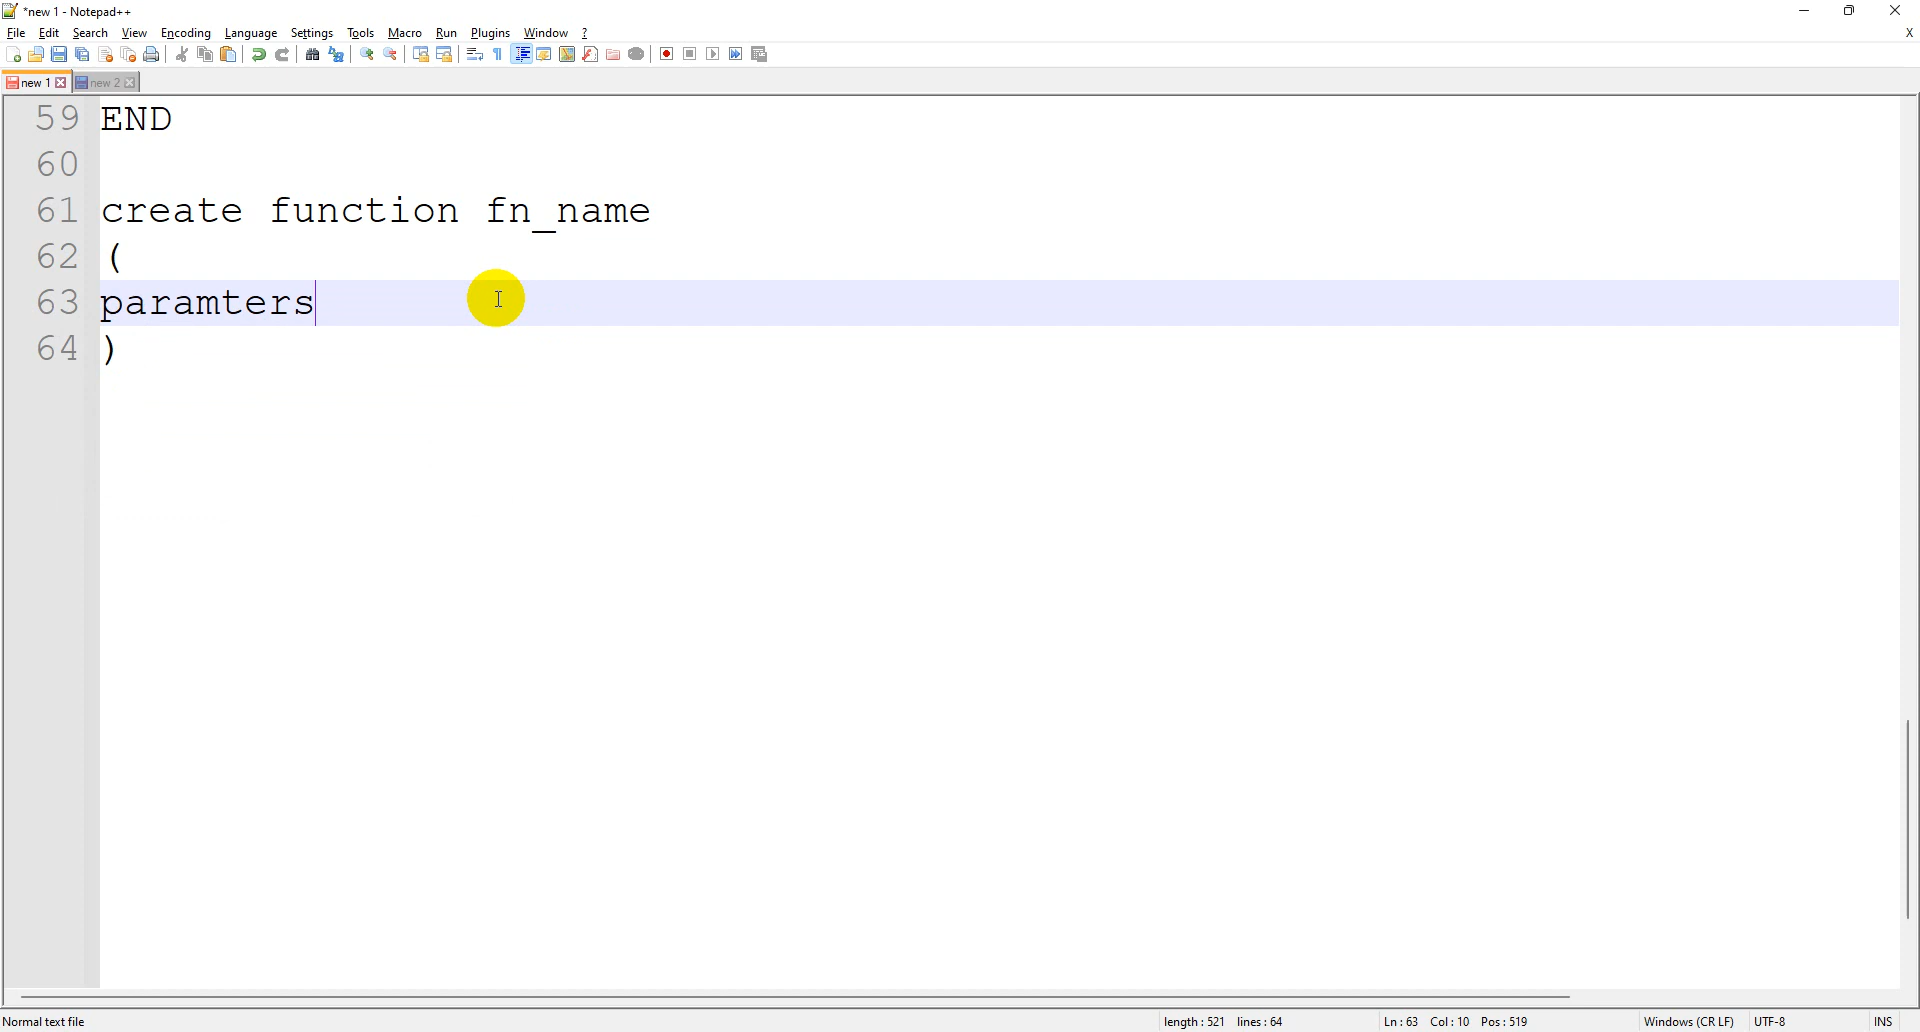 *new 1 - Notepad++
File Edit Search View Encoding Language Settings Tools Macro Run Plugins Window ? X
new 1 new 2
59 END
60
61 create function fn_name
62 (
63 paramters
64 )
Normal text file length : 521 lines : 64 Ln : 63 Col : 10 Pos : 519 Windows (CR LF) UTF-8 INS